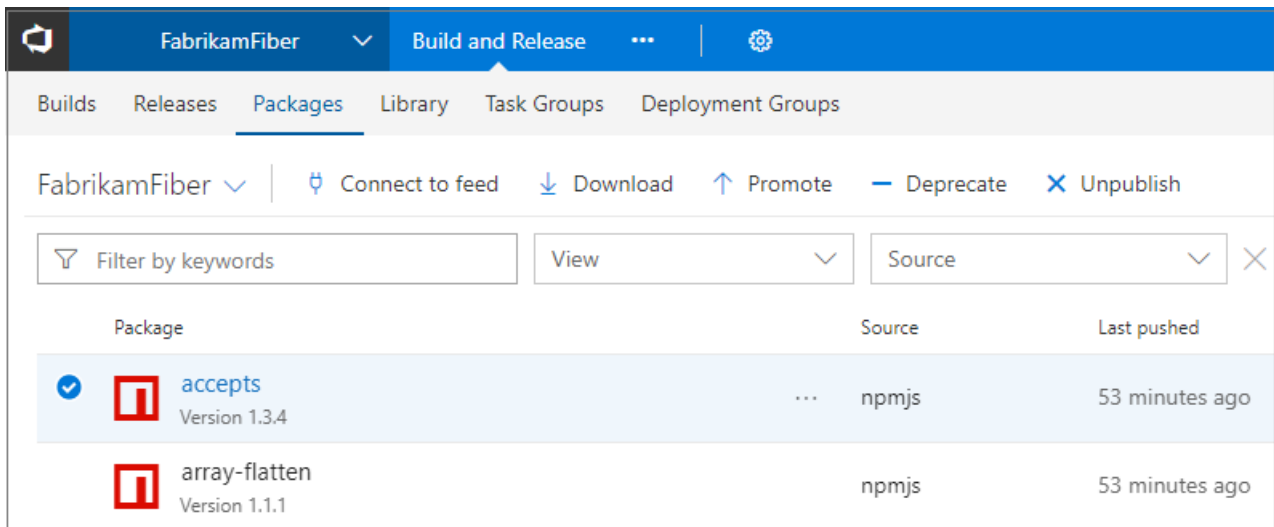 FabrikamFiber Build and Release ...
Builds Releases Packages Library Task Groups Deployment Groups
FabrikamFiber Connect to feed Download Promote Deprecate Unpublish
Filter by keywords View Source
Package Source Last pushed
accepts
Version 1.3.4
... npmjs 53 minutes ago
array-flatten
Version 1.1.1
npmjs 53 minutes ago